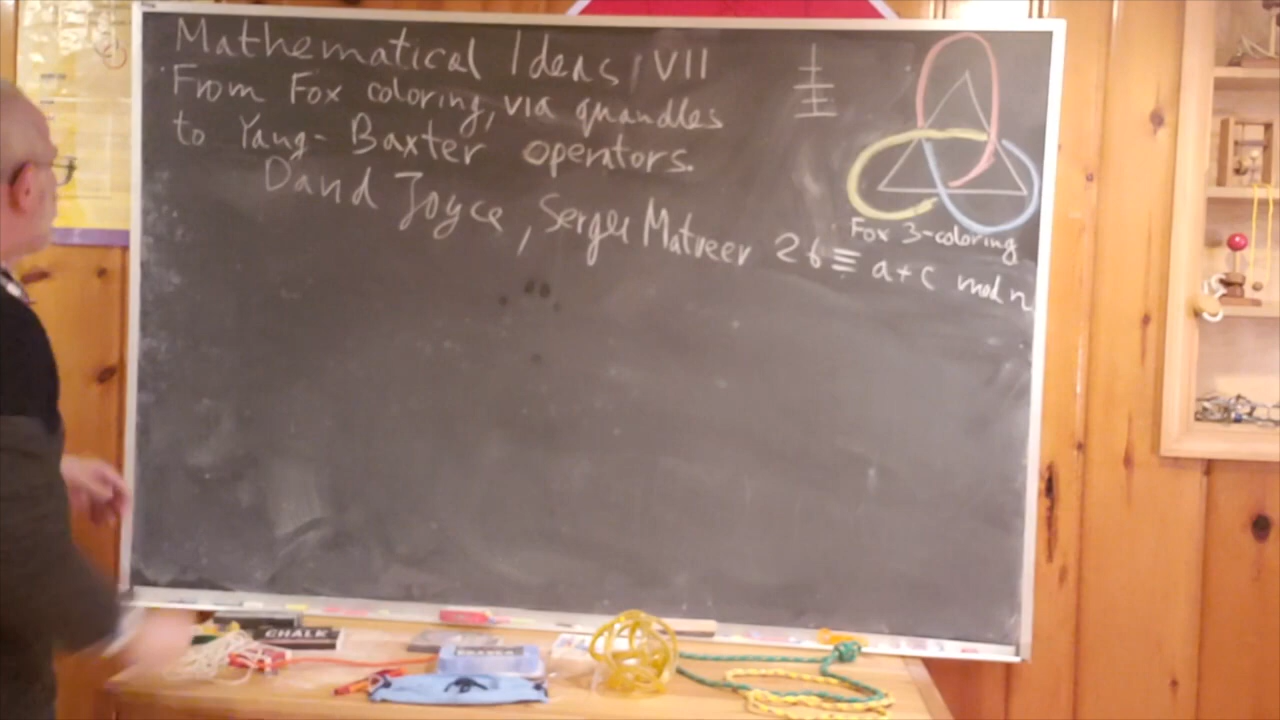 Mathematical Ideas, VII
From Fox coloring, via quandles
to Yang-Baxter operators.
David Joyce, Sergei Matveev
Fox 3-coloring
2b ≡ a+c mod n
CHALK
ERASER